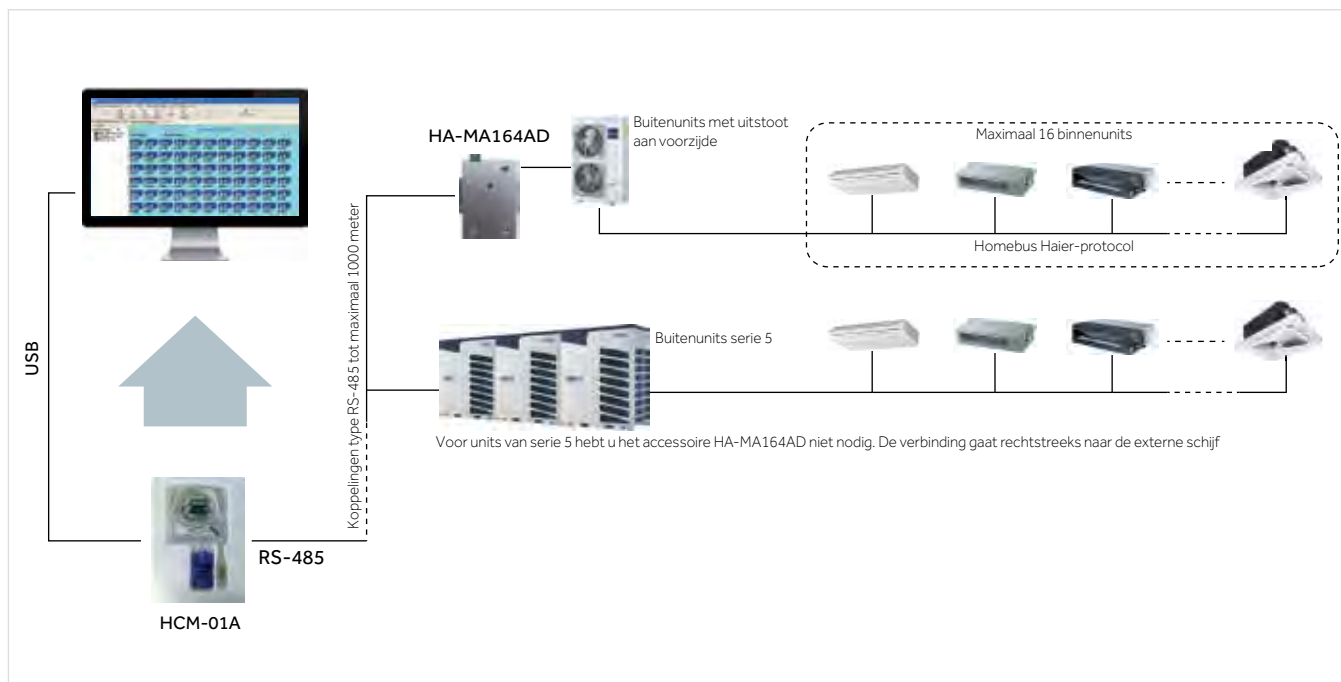 HA-MA164AD
Buitenunits met uitstoot
aan voorzijde
Maximaal 16 binnenunits
Homebus Haier-protocol
USB
Koppelingen type RS-485 tot maximaal 1000 meter
Buitenunits serie 5
Voor units van serie 5 hebt u het accessoire HA-MA164AD niet nodig. De verbinding gaat rechtstreeks naar de externe schijf
RS-485
HCM-01A